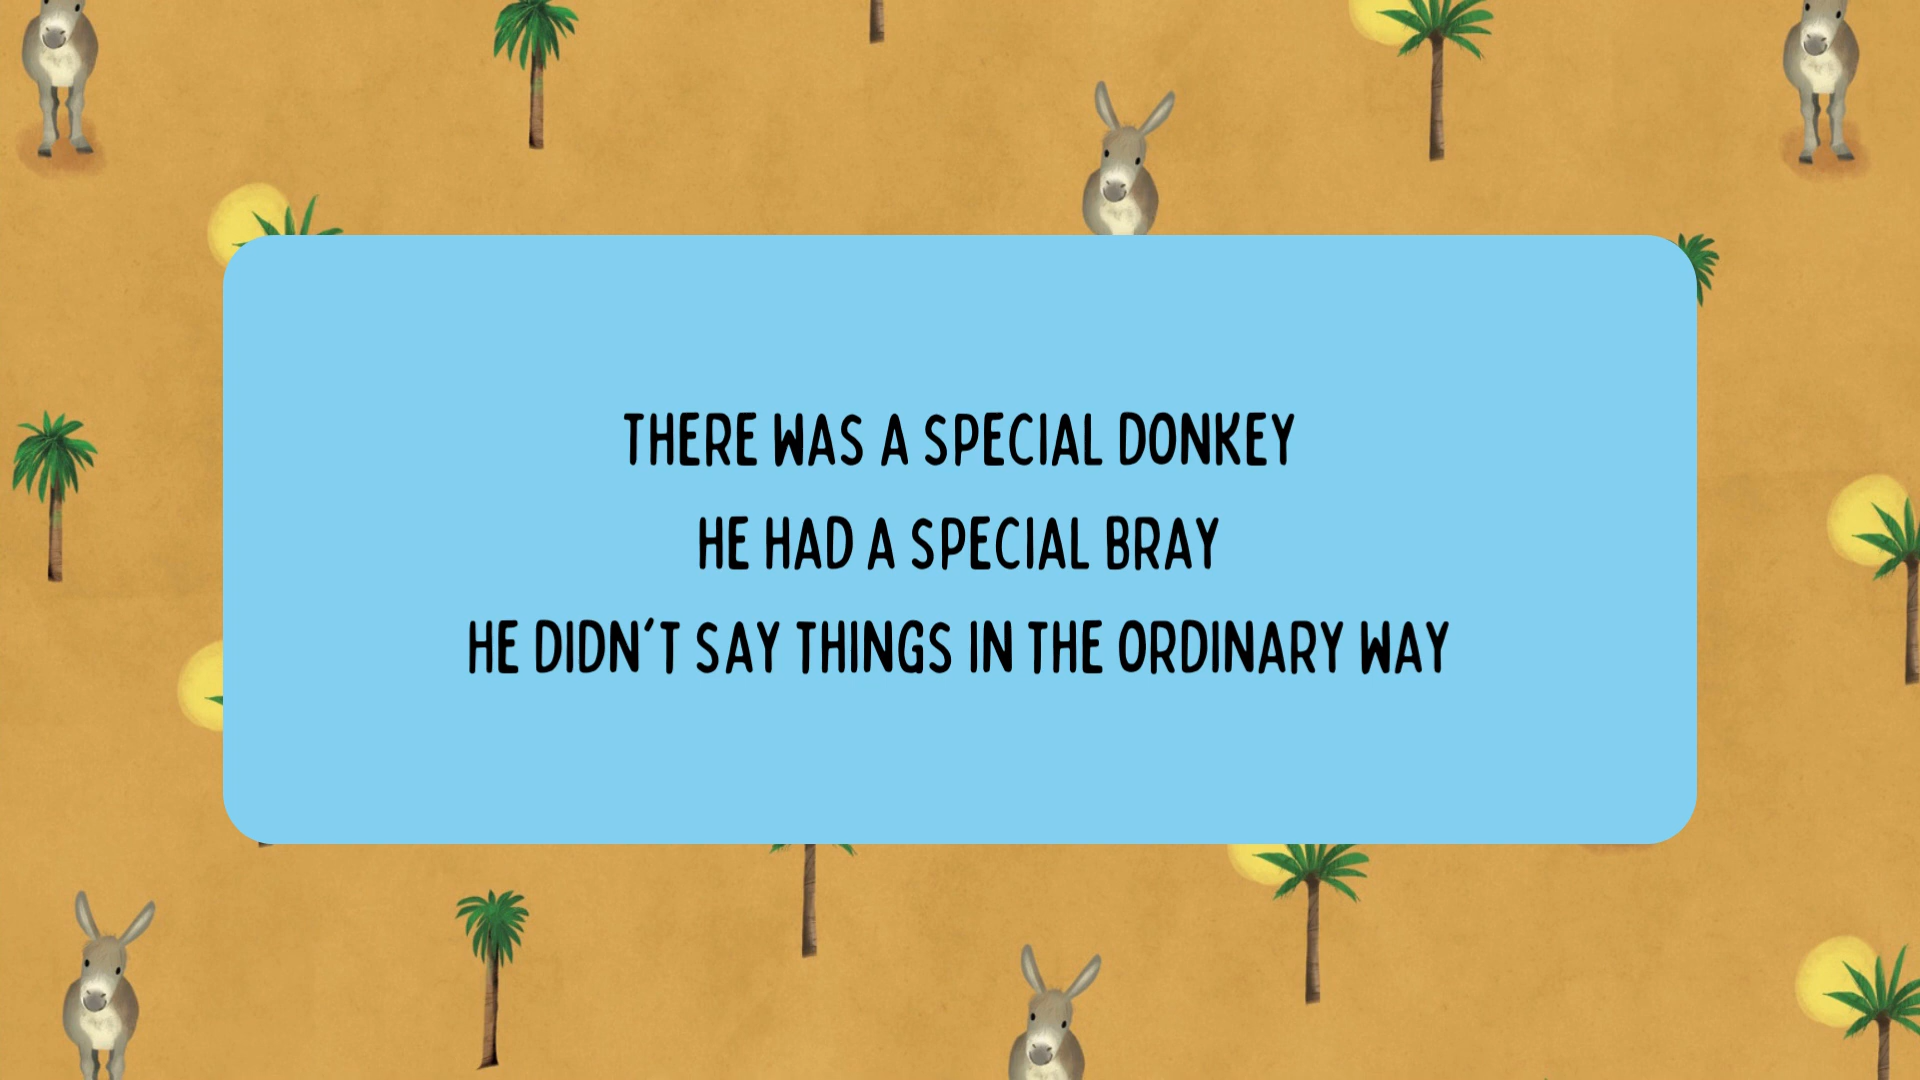 THERE WAS A SPECIAL DONKEY
HE HAD A SPECIAL BRAY
HE DIDN'T SAY THINGS IN THE ORDINARY WAY